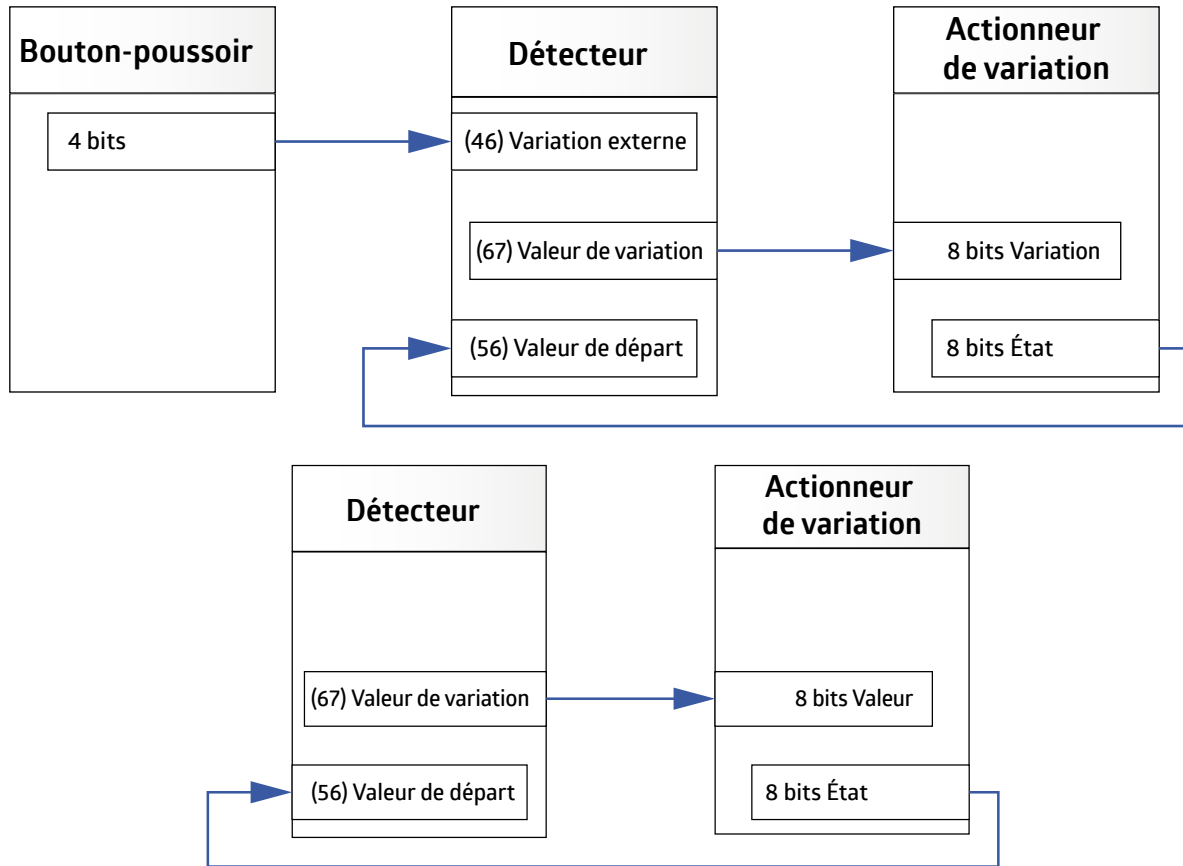 Bouton-poussoir
Détecteur
Actionneur
de variation
4 bits
(46) Variation externe
(67) Valeur de variation
8 bits Variation
(56) Valeur de départ
8 bits État
Détecteur
Actionneur
de variation
(67) Valeur de variation
8 bits Valeur
(56) Valeur de départ
8 bits État